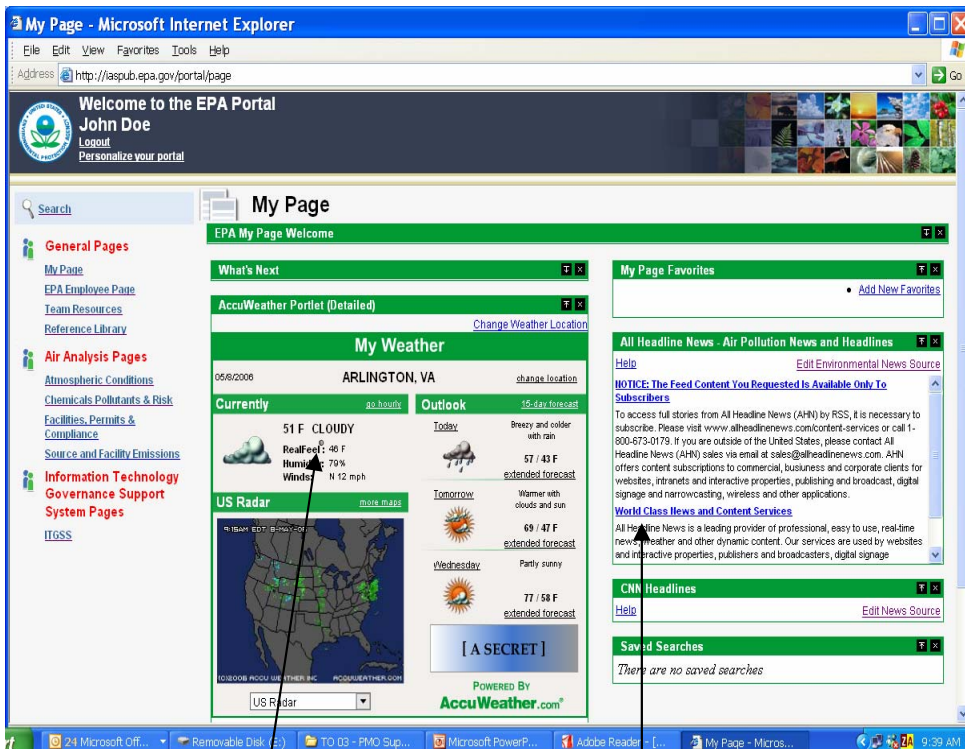 My Page - Microsoft Internet Explorer
File Edit View Favorites Tools Help
Address http://iaspub.epa.gov/portal/page Go
Welcome to the EPA Portal
John Doe
Logout
Personalize your portal
Search
General Pages
My Page
EPA Employee Page
Team Resources
Reference Library
Air Analysis Pages
Atmospheric Conditions
Chemicals Pollutants & Risk
Facilities, Permits &
Compliance
Source and Facility Emissions
Information Technology
Governance Support
System Pages
ITGSS
My Page
EPA My Page Welcome
What's Next
AccuWeather Portlet (Detailed)
Change Weather Location
My Weather
05/8/2006 ARLINGTON, VA change location
Currently go hourly
51 F CLOUDY
RealFeel®: 46 F
Humidity: 79%
Winds: N 12 mph
US Radar more maps
9:15AM EDT 8-MAY-06
(C)2006 ACCU WEATHER INC ACCUWEATHER.COM
US Radar
Outlook 15-day forecast
Today Breezy and colder
with rain
57 / 43 F
extended forecast
Tomorrow Warmer with
clouds and sun
69 / 47 F
extended forecast
Wednesday Partly sunny
77 / 58 F
extended forecast
[ A SECRET ]
POWERED BY
AccuWeather.com®
My Page Favorites
Add New Favorites
All Headline News - Air Pollution News and Headlines
Help Edit Environmental News Source
NOTICE: The Feed Content You Requested Is Available Only To
Subscribers
To access full stories from All Headline News (AHN) by RSS, it is necessary to
subscribe. Please visit www.allheadlinenews.com/content-services or call 1-
800-673-0179. If you are outside of the United States, please contact All
Headline News (AHN) sales via email at sales@allheadlinenews.com. AHN
offers content subscriptions to commercial, busiuness and corporate clients for
websites, intranets and interactive properties, publishing and broadcast, digital
signage and narrowcasting, wireless and other applications.
World Class News and Content Services
All Headline News is a leading provider of professional, easy to use, real-time
news, weather and other dynamic content. Our services are used by websites
and interactive properties, publishers and broadcasters, digital signage
CNN Headlines
Help Edit News Source
Saved Searches
There are no saved searches
24 Microsoft Off... Removable Disk (E:) TO 03 - PMO Sup... Microsoft PowerP... Adobe Reader - [... My Page - Micros... 9:39 AM